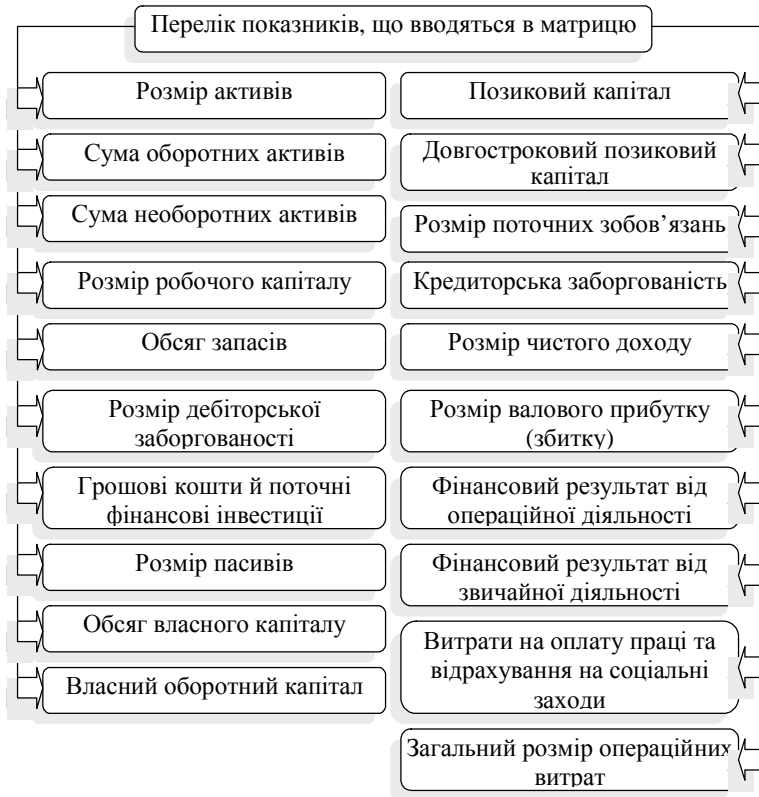 Перелік показників, що вводяться в матрицю
Розмір активів
Сума оборотних активів
Сума необоротних активів
Розмір робочого капіталу
Обсяг запасів
Розмір дебіторської
заборгованості
Грошові кошти й поточні
фінансові інвестиції
Розмір пасивів
Обсяг власного капіталу
Власний оборотний капітал
Позиковий капітал
Довгостроковий позиковий
капітал
Розмір поточних зобов’язань
Кредиторська заборгованість
Розмір чистого доходу
Розмір валового прибутку
(збитку)
Фінансовий результат від
операційної діяльності
Фінансовий результат від
звичайної діяльності
Витрати на оплату праці та
відрахування на соціальні
заходи
Загальний розмір операційних
витрат